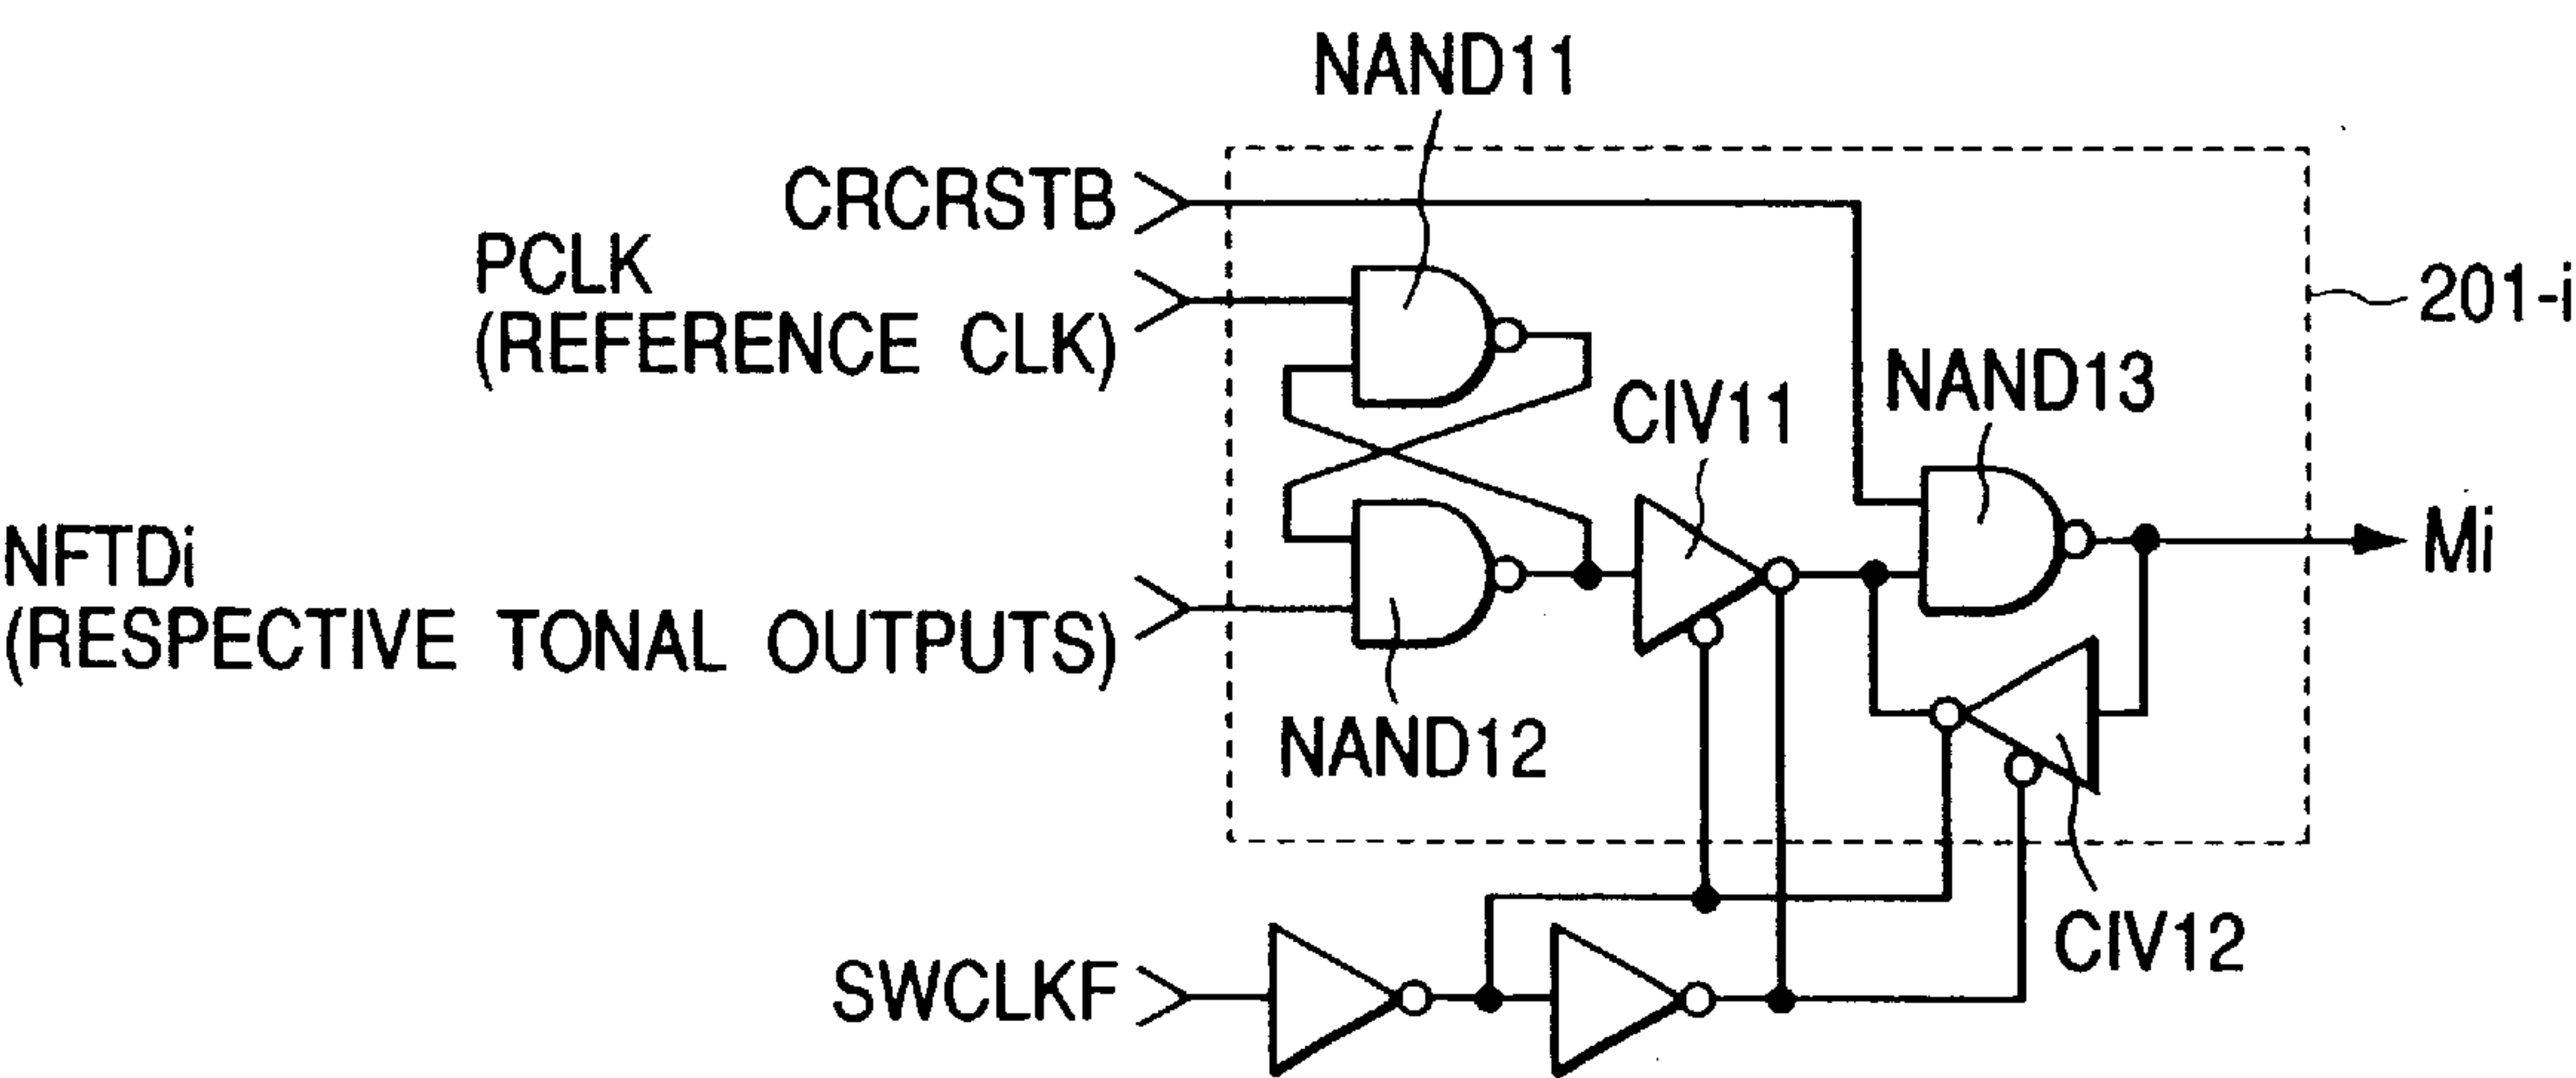 NAND11
CRCRSTB
PCLK
(REFERENCE CLK)
201-i
NAND13
CIV11
NFTDi
(RESPECTIVE TONAL OUTPUTS)
Mi
NAND12
CIV12
SWCLKF